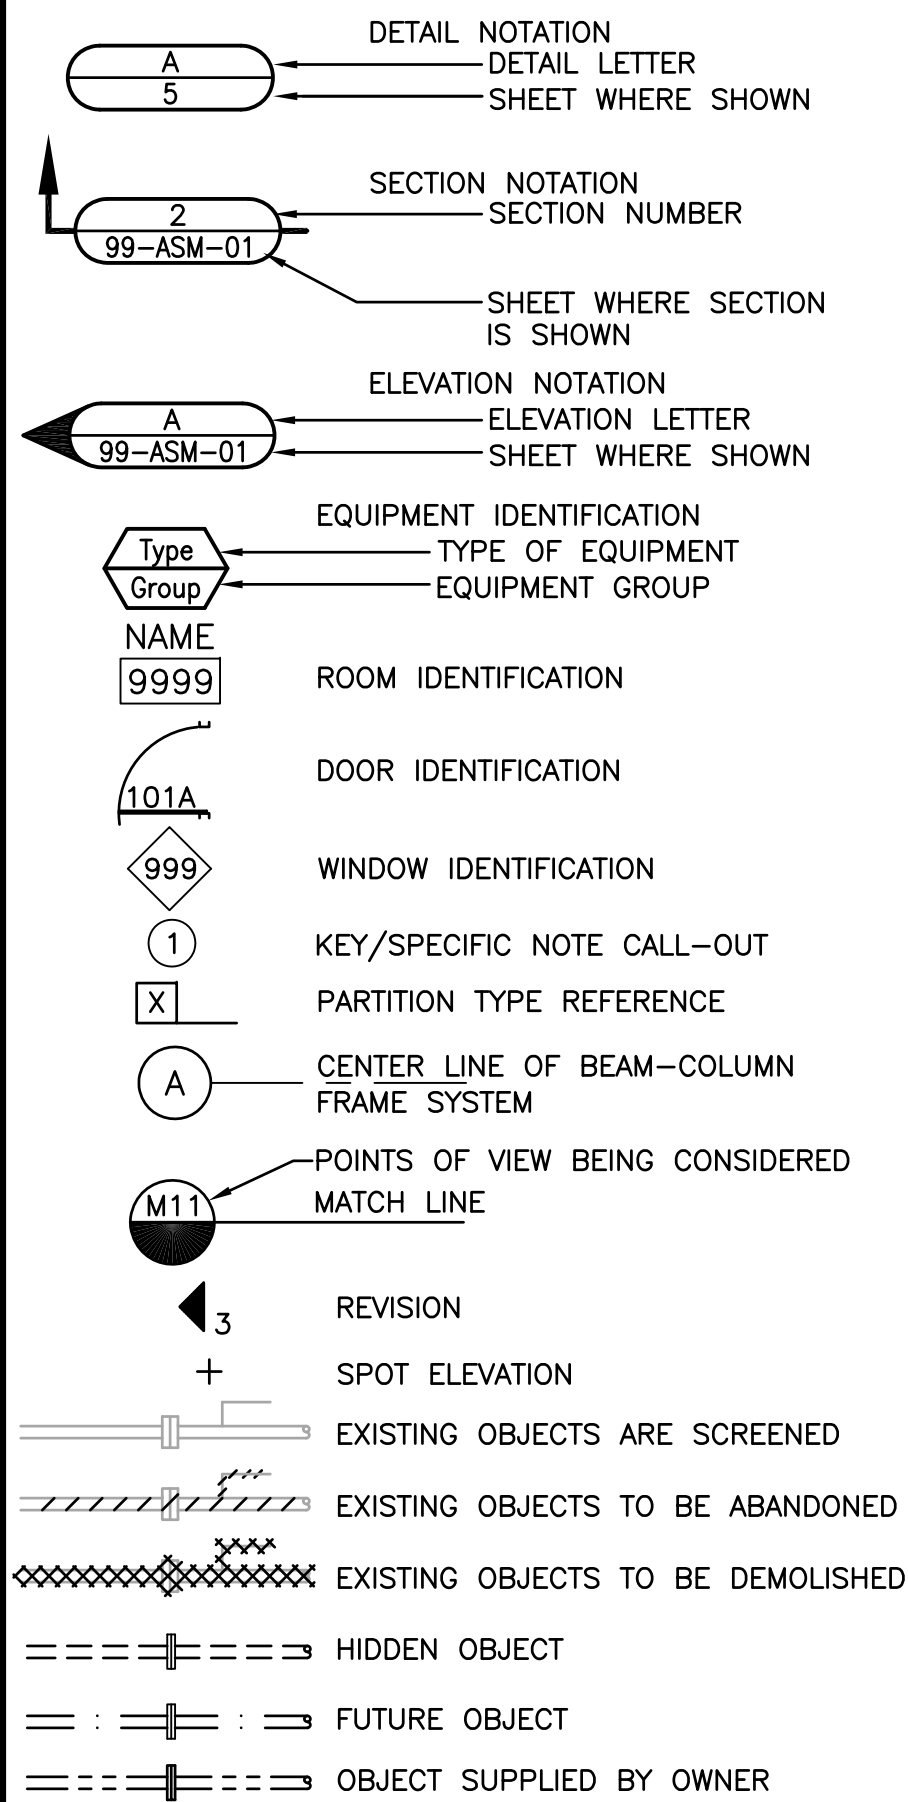 DETAIL NOTATION
A
DETAIL LETTER
5
SHEET WHERE SHOWN
SECTION NOTATION
2
SECTION NUMBER
99-ASM-01
SHEET WHERE SECTION
IS SHOWN
ELEVATION NOTATION
A
ELEVATION LETTER
99-ASM-01
SHEET WHERE SHOWN
EQUIPMENT IDENTIFICATION
Type
TYPE OF EQUIPMENT
Group
EQUIPMENT GROUP
NAME
9999
ROOM IDENTIFICATION
DOOR IDENTIFICATION
101A
999
WINDOW IDENTIFICATION
1
KEY/SPECIFIC NOTE CALL-OUT
X
PARTITION TYPE REFERENCE
A
CENTER LINE OF BEAM-COLUMN
FRAME SYSTEM
POINTS OF VIEW BEING CONSIDERED
M11
MATCH LINE
3
REVISION
SPOT ELEVATION
EXISTING OBJECTS ARE SCREENED
EXISTING OBJECTS TO BE ABANDONED
EXISTING OBJECTS TO BE DEMOLISHED
HIDDEN OBJECT
FUTURE OBJECT
OBJECT SUPPLIED BY OWNER